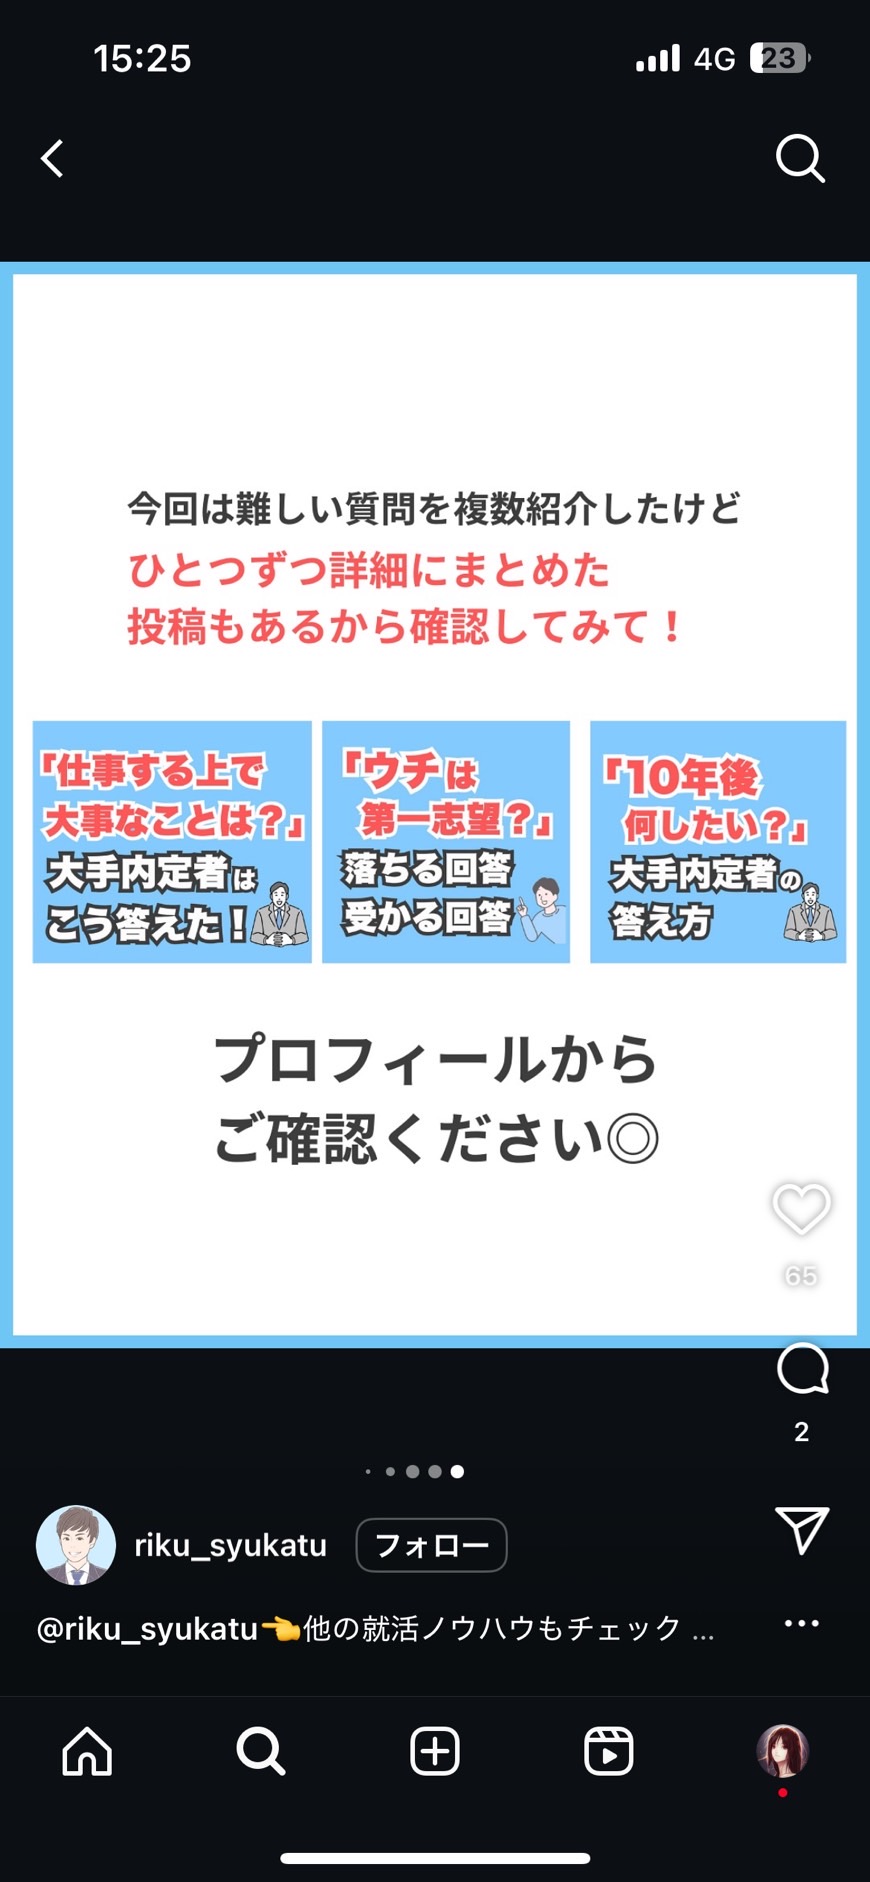 15:25
4G
23
今回は難しい質問を複数紹介したけど
ひとつずつ詳細にまとめた
投稿もあるから確認してみて！
「仕事する上で
大事なことは？」
大手内定者は
こう答えた！
「ウチは
第一志望？」
落ちる回答
受かる回答
「10年後
何したい？」
大手内定者の
答え方
プロフィールから
ご確認ください◎
65
2
riku_syukatu
フォロー
@riku_syukatu👈他の就活ノウハウもチェック ...